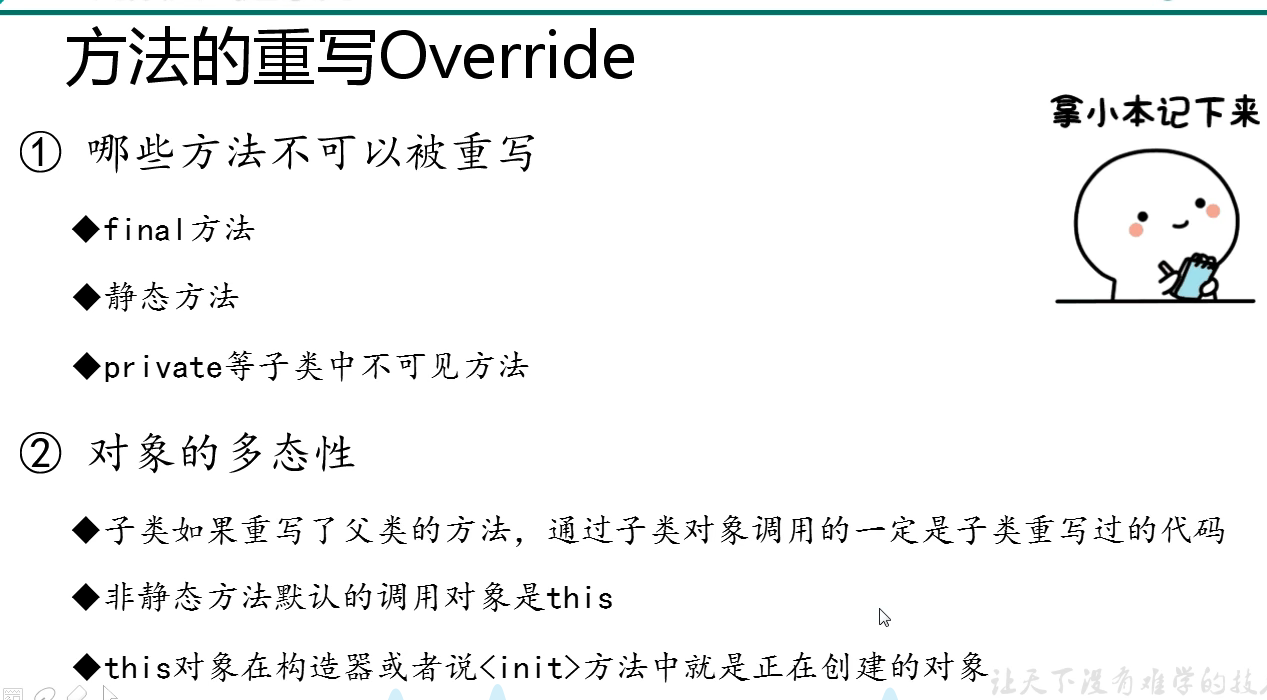 方法的重写Override
拿小本记下来
① 哪些方法不可以被重写
◆final方法
◆静态方法
◆private等子类中不可见方法
② 对象的多态性
◆子类如果重写了父类的方法，通过子类对象调用的一定是子类重写过的代码
◆非静态方法默认的调用对象是this
◆this对象在构造器或者说<init>方法中就是正在创建的对象
让天下没有难学的技